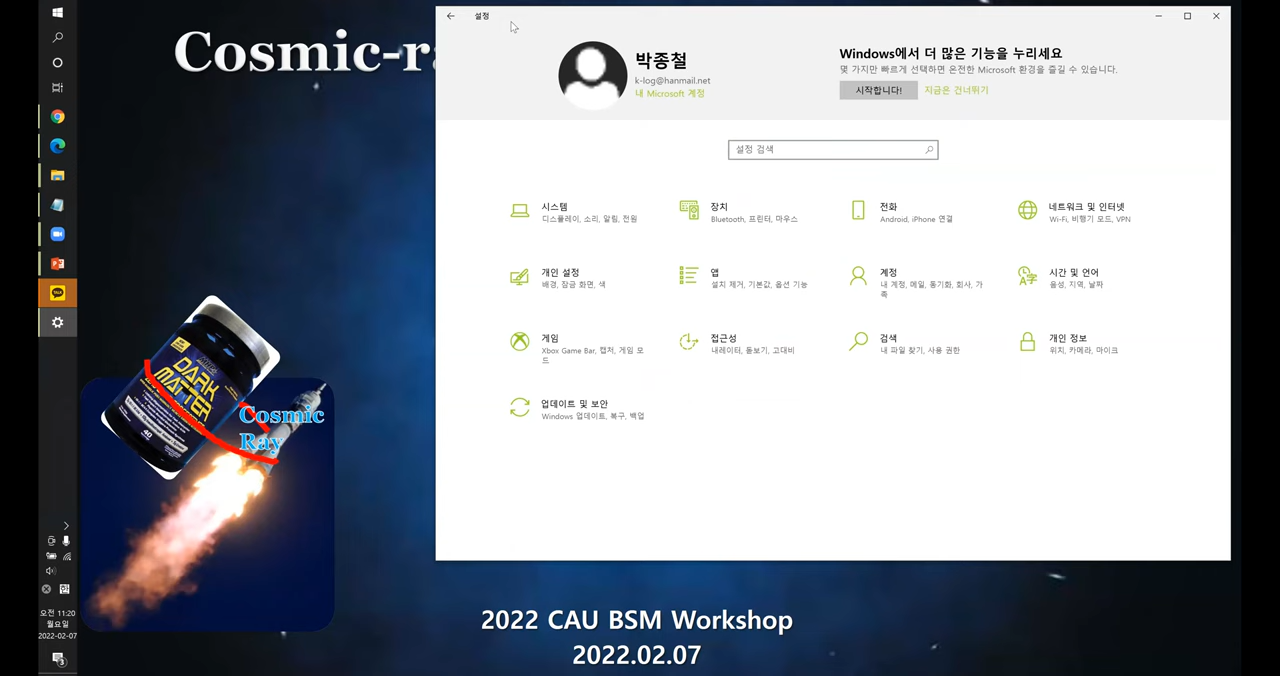 Cosmic-ra
설정
박종철
k-log@hanmail.net
내 Microsoft 계정
Windows에서 더 많은 기능을 누리세요
몇 가지만 빠르게 선택하면 온전한 Microsoft 환경을 즐길 수 있습니다.
시작합니다!
지금은 건너뛰기
설정 검색
시스템
디스플레이, 소리, 알림, 전원
장치
Bluetooth, 프린터, 마우스
전화
Android, iPhone 연결
네트워크 및 인터넷
Wi-Fi, 비행기 모드, VPN
개인 설정
배경, 잠금 화면, 색
앱
설치 제거, 기본값, 옵션 기능
계정
내 계정, 메일, 동기화, 회사, 가
족
시간 및 언어
음성, 지역, 날짜
게임
Xbox Game Bar, 캡처, 게임 모
드
접근성
내레이터, 돋보기, 고대비
검색
내 파일 찾기, 사용 권한
개인 정보
위치, 카메라, 마이크
업데이트 및 보안
Windows 업데이트, 복구, 백업
DARK
MATTER
40
Cosmic
Ray
오전 11:20
월요일
2022-02-07
3
2022 CAU BSM Workshop
2022.02.07